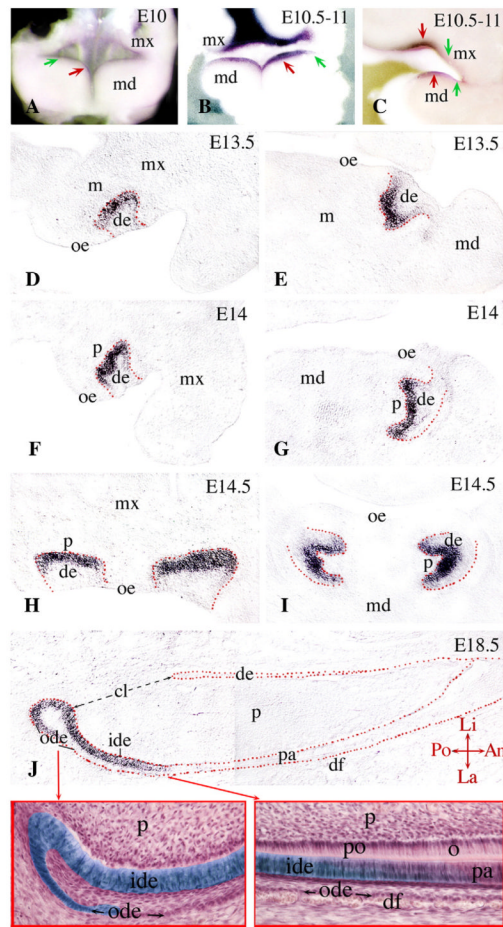 E10
mx
md
A
E10.5-11
mx
md
B
E10.5-11
mx
md
C
E13.5
mx
m
de
oe
D
E13.5
oe
de
m
md
E
E14
p
de
oe
mx
F
E14
oe
md
p
de
G
E14.5
mx
p
de
oe
H
E14.5
oe
de
p
md
I
E18.5
de
cl
p
ode
ide
pa
df
J
Li
Po
An
La
p
ide
ode
p
po
o
ide
pa
ode
df